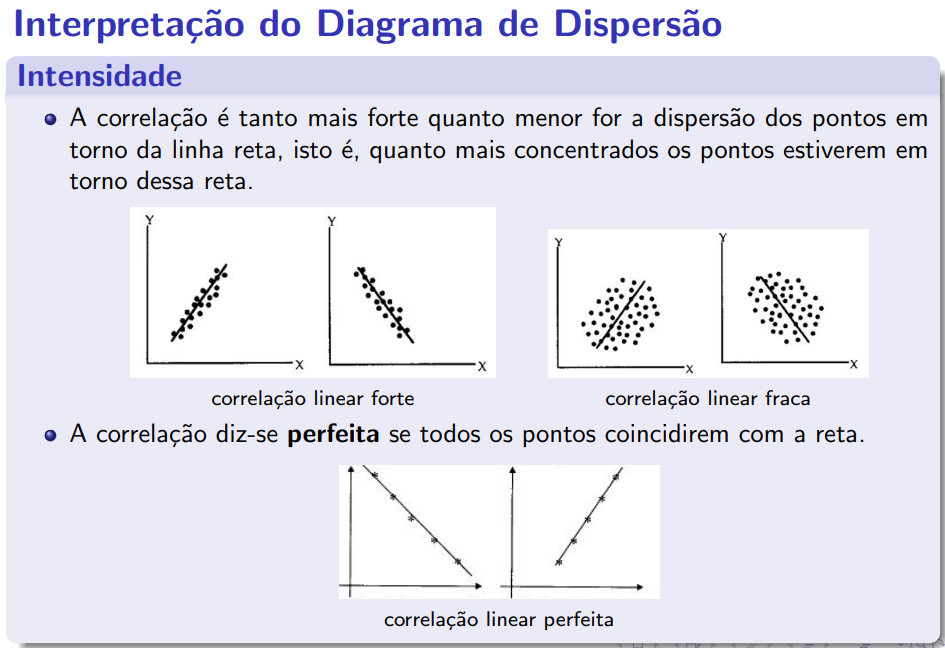 Interpretação do Diagrama de Dispersão
Intensidade
A correlação é tanto mais forte quanto menor for a dispersão dos pontos em
torno da linha reta, isto é, quanto mais concentrados os pontos estiverem em
torno dessa reta.
Y
X
Y
X
Y
X
Y
X
correlação linear forte
correlação linear fraca
A correlação diz-se perfeita se todos os pontos coincidirem com a reta.
correlação linear perfeita